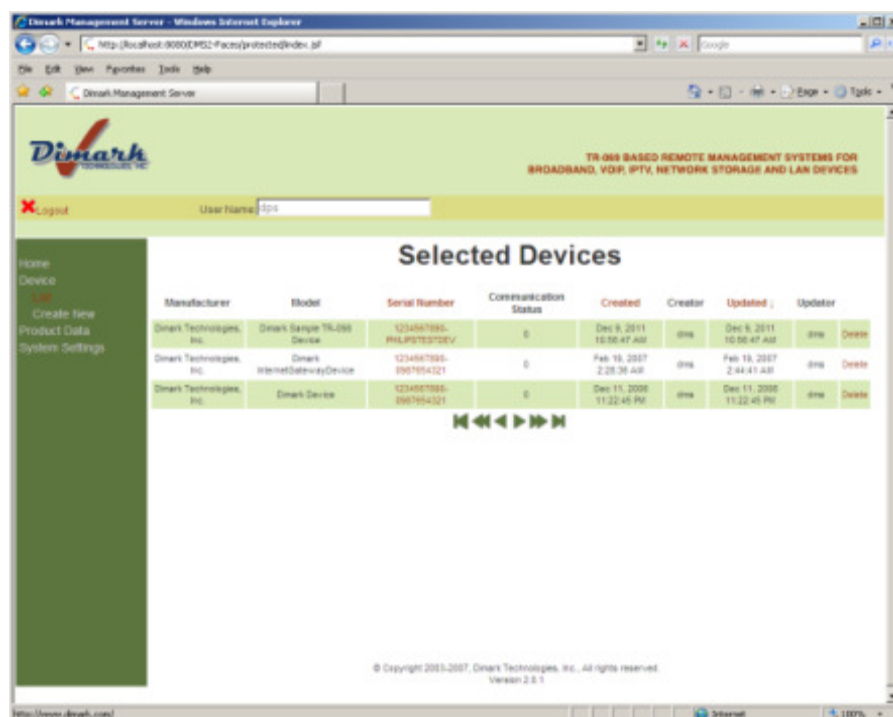 Dimark Management Server - Windows Internet Explorer
http://localhost:8080/DMS2-Faces/protected/index.jsf
Google
File Edit View Favorites Tools Help
Dimark Management Server
Page Tools
Dimark
TECHNOLOGIES, INC
TR-069 BASED REMOTE MANAGEMENT SYSTEMS FOR
BROADBAND, VOIP, IPTV, NETWORK STORAGE AND LAN DEVICES
Logout User Name dps
Selected Devices
Home
Device
List
Create New
Product Data
System Settings
Manufacturer Model Serial Number Communication Status Created Creator Updated ↓ Updator
Dimark Technologies, Inc. Dimark Sample TR-098 Device 1234567890-PHILIPSTESTDEV 0 Dec 9, 2011 10:56:47 AM dms 10:56:47 AM dms Delete
Dimark Technologies, Inc. Dimark InternetGatewayDevice 1234567890-0987654321 0 Feb 19, 2007 dms Feb 19, 2007 2:44:41 AM dms Delete
Dimark Technologies, Inc. Dimark Device 1234567890-0987654321 0 Dec 11, 2006 11:22:45 PM dms Dec 11, 2006 11:22:45 PM dms Delete
© Copyright 2003-2007, Dimark Technologies, Inc., All rights reserved.
Version 2.0.1
http://www.dimark.com/ Internet 100%